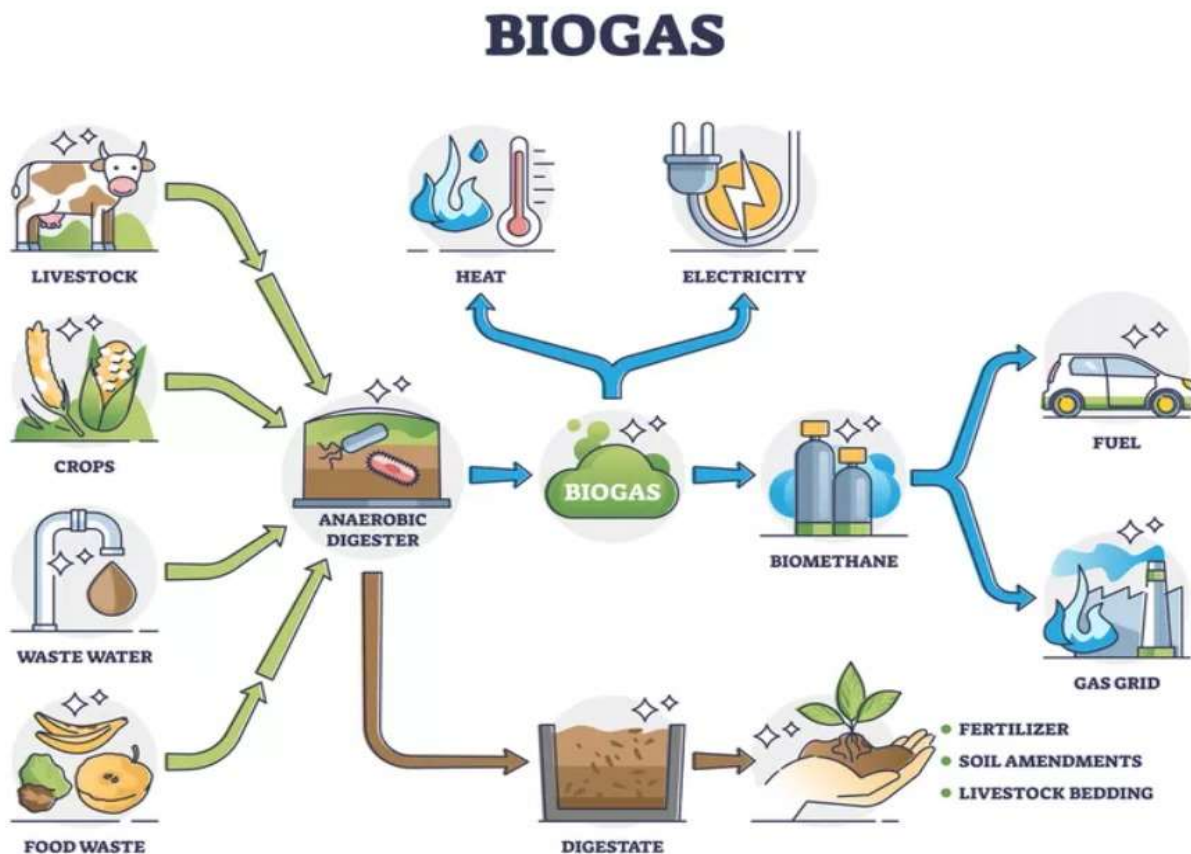 BIOGAS
LIVESTOCK
HEAT
ELECTRICITY
CROPS
FUEL
ANAEROBIC
DIGESTER
BIOGAS
BIOMETHANE
WASTE WATER
GAS GRID
FOOD WASTE
DIGESTATE
FERTILIZER
SOIL AMENDMENTS
LIVESTOCK BEDDING